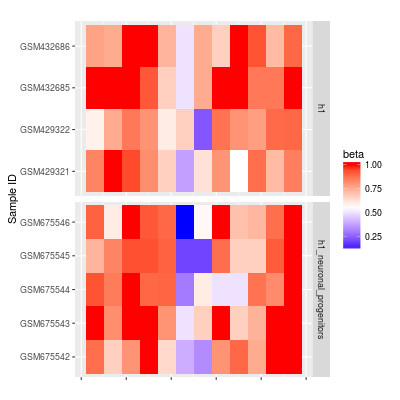 GSM432686
GSM432685
GSM429322
GSM429321
h1
GSM675546
GSM675545
GSM675544
GSM675543
GSM675542
h1_neuronal_progenitors
Sample ID
beta
1.00
0.75
0.50
0.25